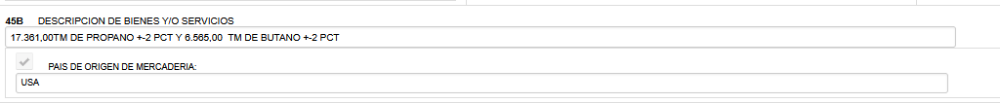 45B DESCRIPCION DE BIENES Y/O SERVICIOS
17.361,00TM DE PROPANO +-2 PCT Y 6.565,00 TM DE BUTANO +-2 PCT
PAIS DE ORIGEN DE MERCADERIA:
USA